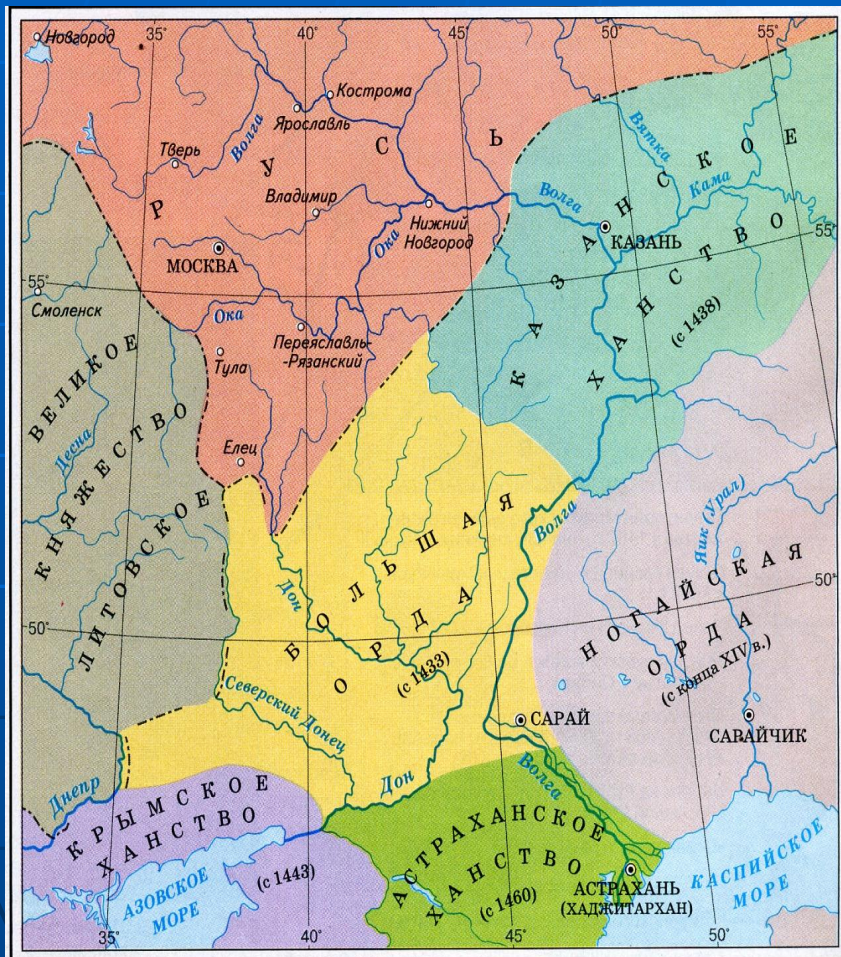 35°
40°
45°
50°
55°
Новгород
Кострома
Ярославль
Волга
Тверь
РУСЬ
Владимир
Нижний
Новгород
Ока
МОСКВА
Вятка
Волга
Кама
КАЗАНЬ
КАЗАНСКОЕ
ХАНСТВО
(с 1438)
55°
55°
Смоленск
Ока
Переяславль-
-Рязанский
Тула
Елец
ВЕЛИКОЕ
КНЯЖЕСТВО
ЛИТОВСКОЕ
Десна
БОЛЬШАЯ
ОРДА
(с 1433)
Дон
Волга
Яик (Урал)
НОГАЙСКАЯ
ОРДА
(с конца XIV в.)
50°
50°
Северский Донец
САРАЙ
САРАЙЧИК
Дон
Волга
Днепр
КРЫМСКОЕ
ХАНСТВО
(с 1443)
АЗОВСКОЕ
МОРЕ
АСТРАХАНСКОЕ
ХАНСТВО
(с 1460)
АСТРАХАНЬ
(ХАДЖИТАРХАН)
КАСПИЙСКОЕ
МОРЕ
35°
40°
45°
50°